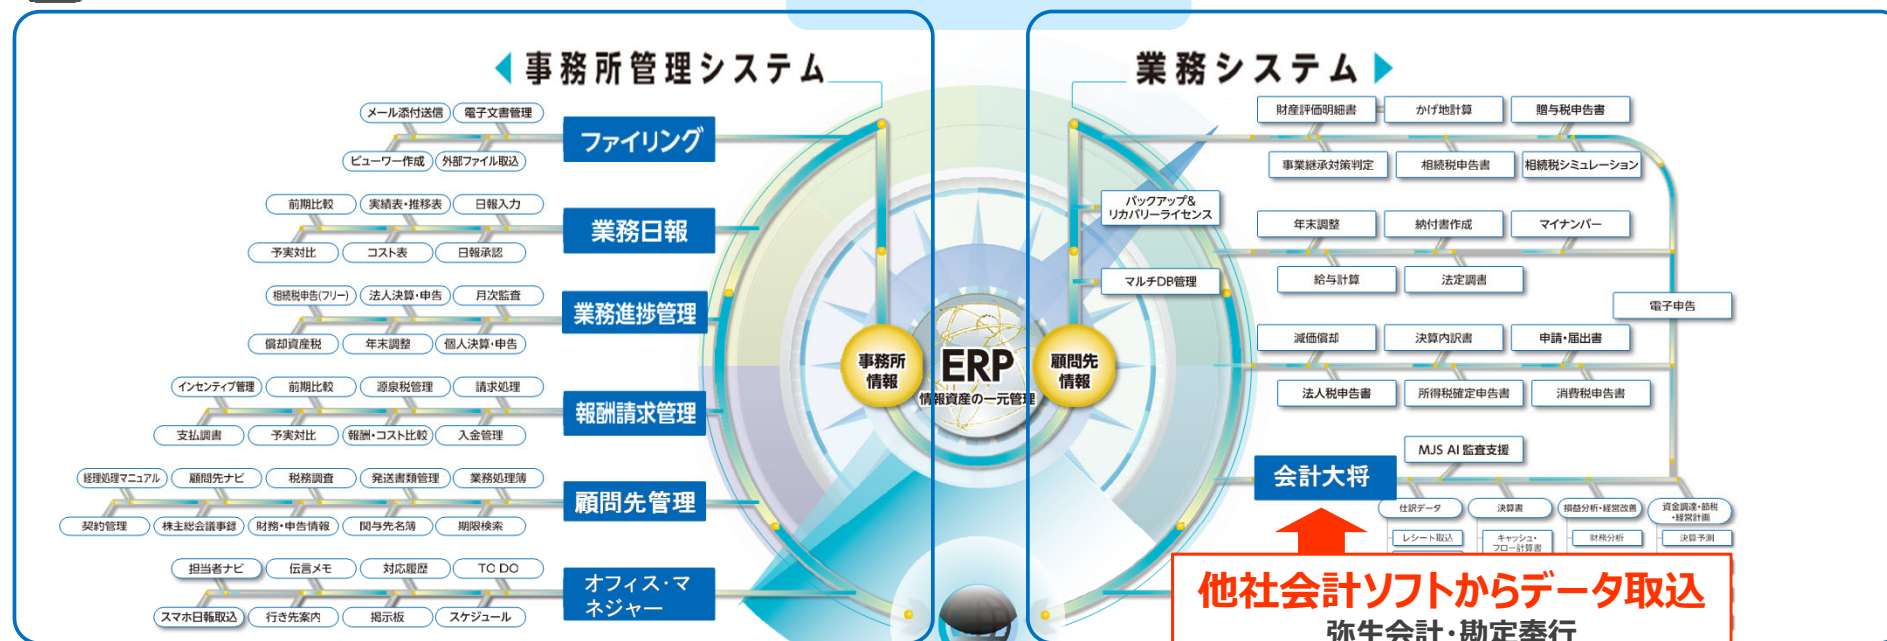 事務所管理システム
メール添付送信
電子文書管理
ファイリング
ビューワー作成
外部ファイル取込
前期比較
実績表・推移表
日報入力
業務日報
予実対比
コスト表
日報承認
相続税申告(フリー)
法人決算・申告
月次監査
業務進捗管理
償却資産税
年末調整
個人決算・申告
インセンティブ管理
前期比較
源泉税管理
請求処理
報酬請求管理
支払調書
予実対比
報酬・コスト比較
入金管理
経理処理マニュアル
顧問先ナビ
税務調査
発送書類管理
業務処理簿
顧問先管理
契約管理
株主総会議事録
財務・申告情報
関与先名簿
期限検索
担当者ナビ
伝言メモ
対応履歴
TO DO
オフィス・マ
ネジャー
スマホ日報取込
行き先案内
掲示板
スケジュール
事務所
情報
ERP
情報資産の一元管理
顧問先
情報
業務システム
財産評価明細書
かげ地計算
贈与税申告書
事業継承対策判定
相続税申告書
相続税シミュレーション
バックアップ&
リカバリーライセンス
年末調整
納付書作成
マイナンバー
マルチDB管理
給与計算
法定調書
電子申告
減価償却
決算内訳書
申請・届出書
法人税申告書
所得税確定申告書
消費税申告書
MJS AI 監査支援
会計大将
仕訳データ
決算書
損益分析・経営改善
資金調達・節税
・経営計画
レシート取込
キャッシュ・
フロー計算書
財務分析
決算予測
他社会計ソフトからデータ取込
弥生会計・勘定奉行